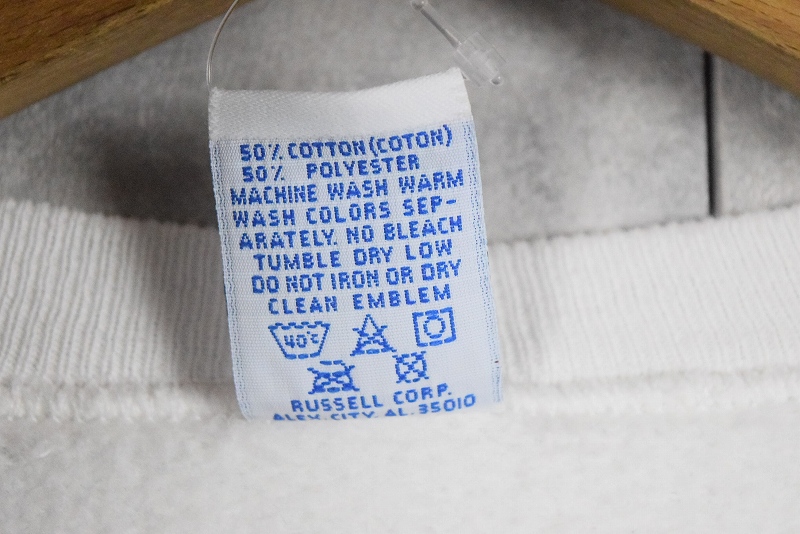 50% COTTON (COTON)
50% POLYESTER
MACHINE WASH WARM
WASH COLORS SEP-
ARATELY. NO BLEACH
TUMBLE DRY LOW
DO NOT IRON OR DRY
CLEAN EMBLEM
40°C
RUSSELL CORP.
ALEX. CITY, AL. 35010